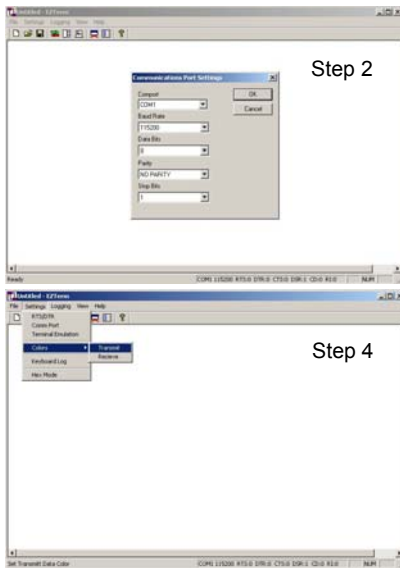 Untitled - EZTerm
File Settings Logging View Help
Communications Port Settings
Step 2
Comport
COM1
OK
Cancel
Baud Rate
115200
Data Bits
8
Parity
NO PARITY
Stop Bits
1
Ready
COM1 115200 RTS:0 DTR:0 CTS:0 DSR:1 CD:0 RI:0 NUM
Untitled - EZTerm
File Settings Logging View Help
RTS/DTR
Comm Port
Terminal Emulation
Colors
Transmit
Recieve
Step 4
Keyboard Log
Hex Mode
Set Transmitt Data Color
COM1 115200 RTS:0 DTR:0 CTS:0 DSR:1 CD:0 RI:0 NUM